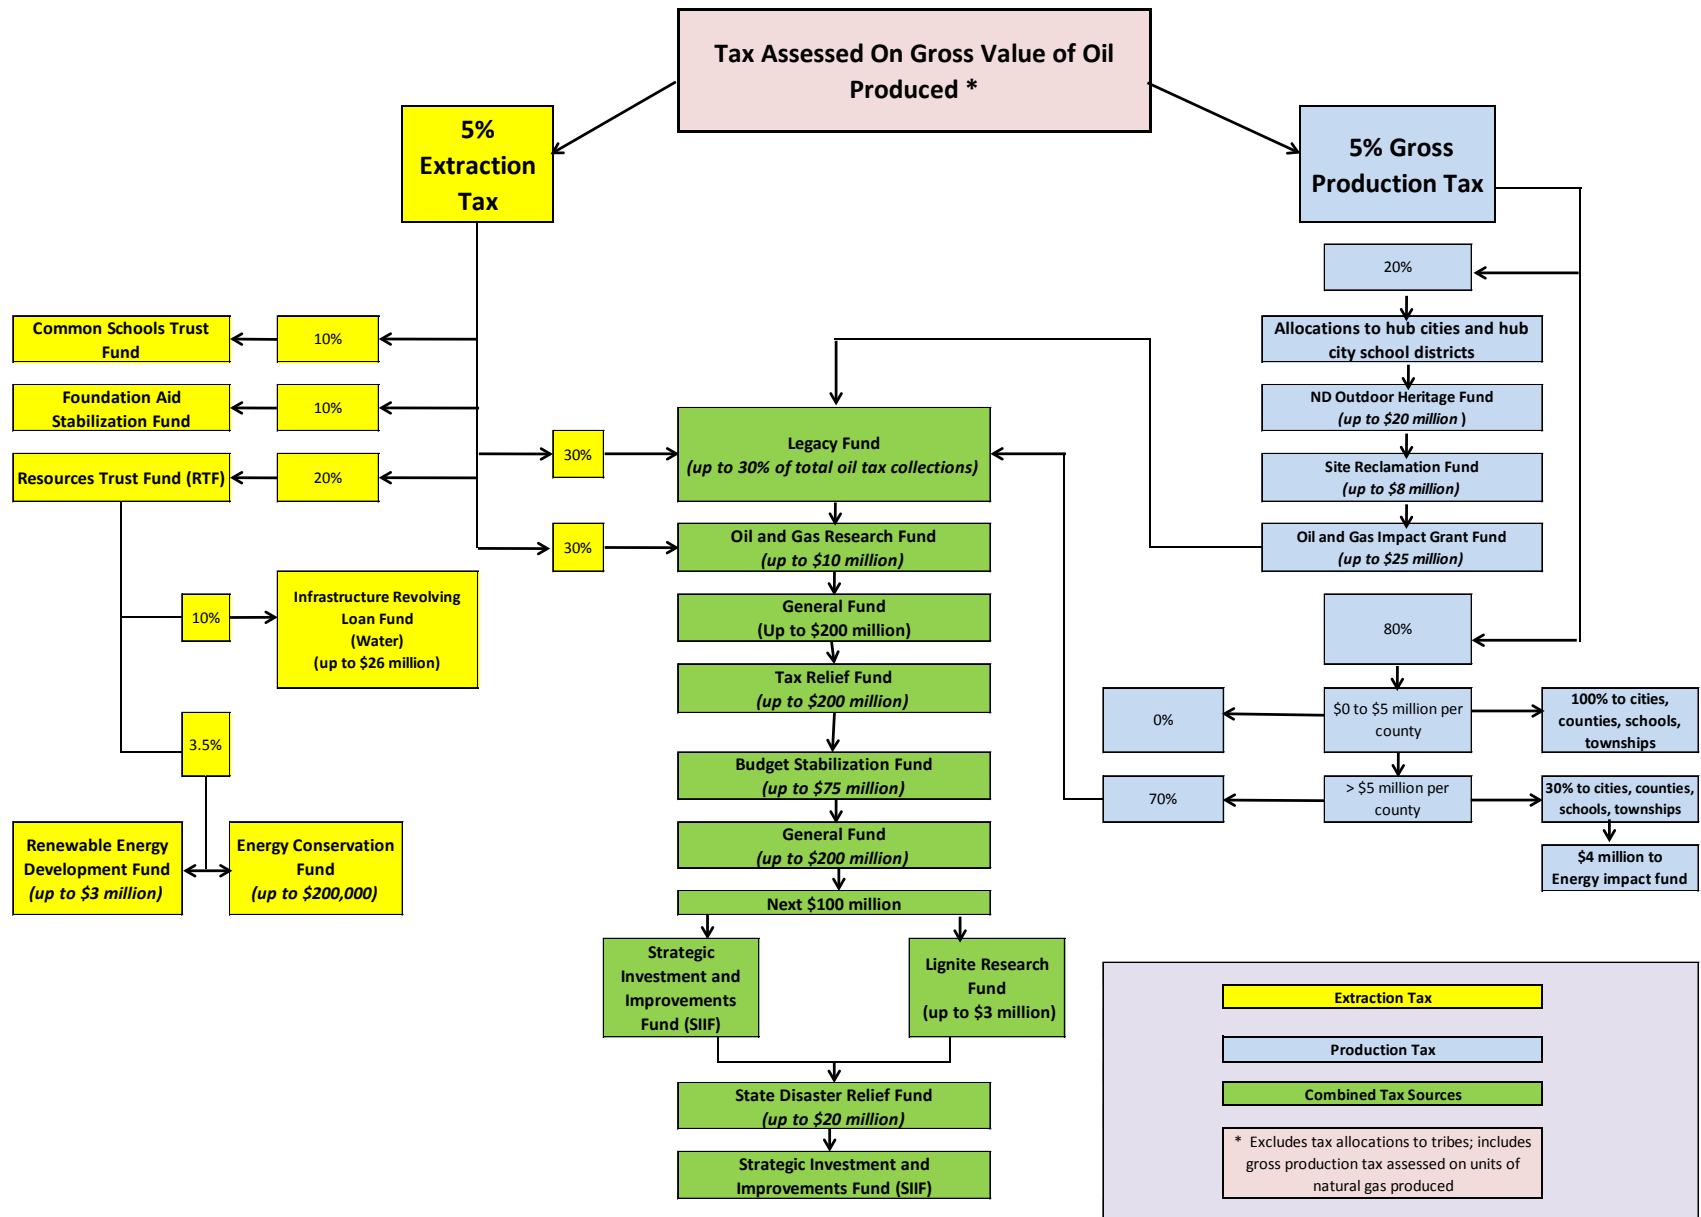 Tax Assessed On Gross Value of Oil
Produced *
5%
Extraction
Tax
5% Gross
Production Tax
20%
Common Schools Trust
Fund
10%
Allocations to hub cities and hub
city school districts
Foundation Aid
Stabilization Fund
10%
ND Outdoor Heritage Fund
(up to $20 million )
Resources Trust Fund (RTF)
20%
30%
Legacy Fund
(up to 30% of total oil tax collections)
Site Reclamation Fund
(up to $8 million)
30%
Oil and Gas Research Fund
(up to $10 million)
Oil and Gas Impact Grant Fund
(up to $25 million)
10%
Infrastructure Revolving
Loan Fund
(Water)
(up to $26 million)
General Fund
(Up to $200 million)
80%
Tax Relief Fund
(up to $200 million)
0%
$0 to $5 million per
county
100% to cities,
counties, schools,
townships
3.5%
Budget Stabilization Fund
(up to $75 million)
70%
> $5 million per
county
30% to cities, counties,
schools, townships
Renewable Energy
Development Fund
(up to $3 million)
Energy Conservation
Fund
(up to $200,000)
General Fund
(up to $200 million)
$4 million to
Energy impact fund
Next $100 million
Strategic
Investment and
Improvements
Fund (SIIF)
Lignite Research
Fund
(up to $3 million)
State Disaster Relief Fund
(up to $20 million)
Strategic Investment and
Improvements Fund (SIIF)
Extraction Tax
Production Tax
Combined Tax Sources
* Excludes tax allocations to tribes; includes
gross production tax assessed on units of
natural gas produced